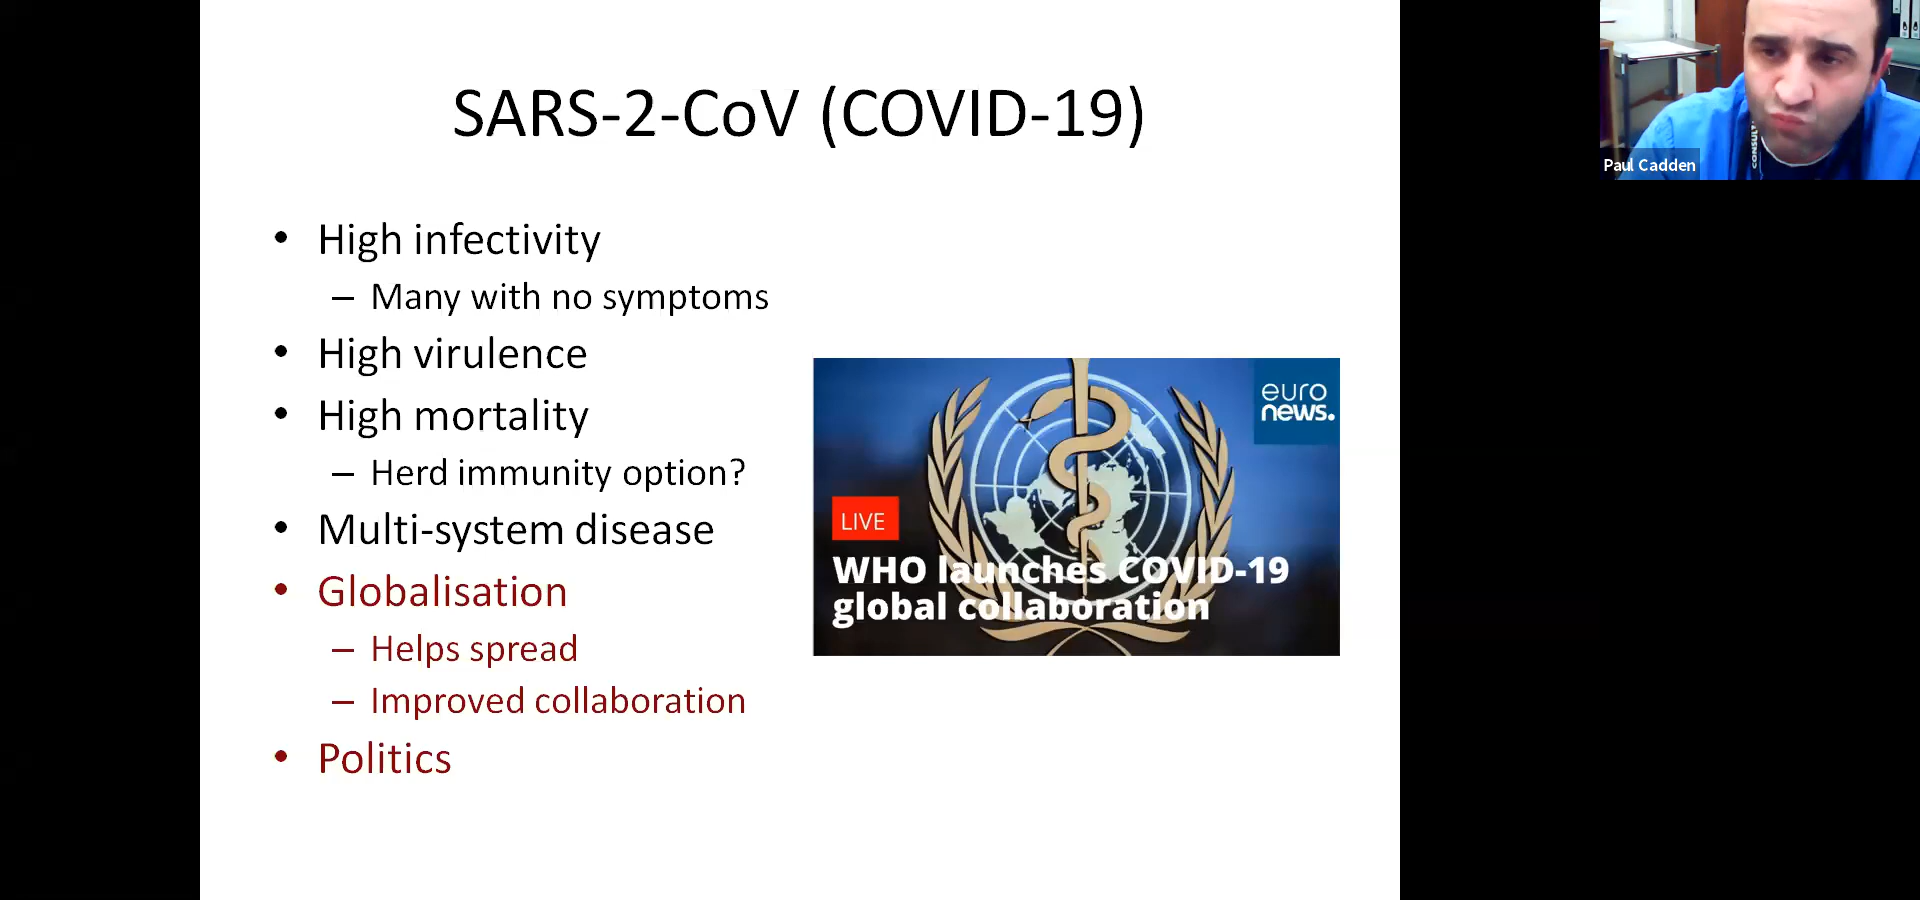 SARS-2-CoV (COVID-19)
• High infectivity
– Many with no symptoms
• High virulence
• High mortality
– Herd immunity option?
• Multi-system disease
• Globalisation
– Helps spread
– Improved collaboration
• Politics
euro
news.
LIVE
WHO launches COVID-19
global collaboration
Paul Cadden